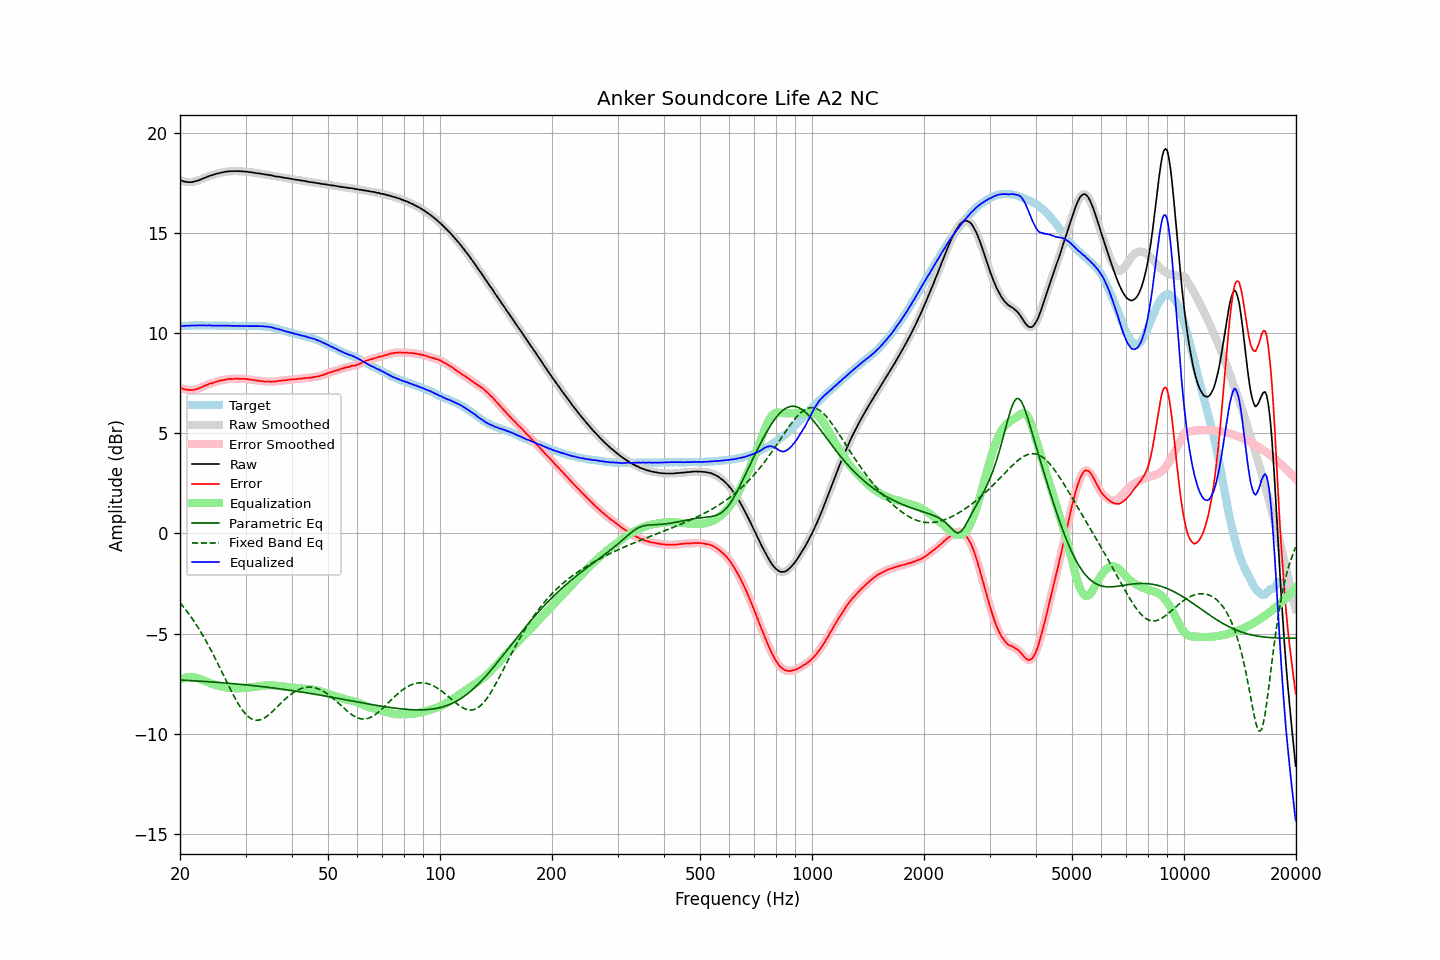 Anker Soundcore Life A2 NC
Amplitude (dBr)
20
15
10
5
0
−5
−10
−15
Target
Raw Smoothed
Error Smoothed
Raw
Error
Equalization
Parametric Eq
Fixed Band Eq
Equalized
20 50 100 200 500 1000 2000 5000 10000 20000
Frequency (Hz)